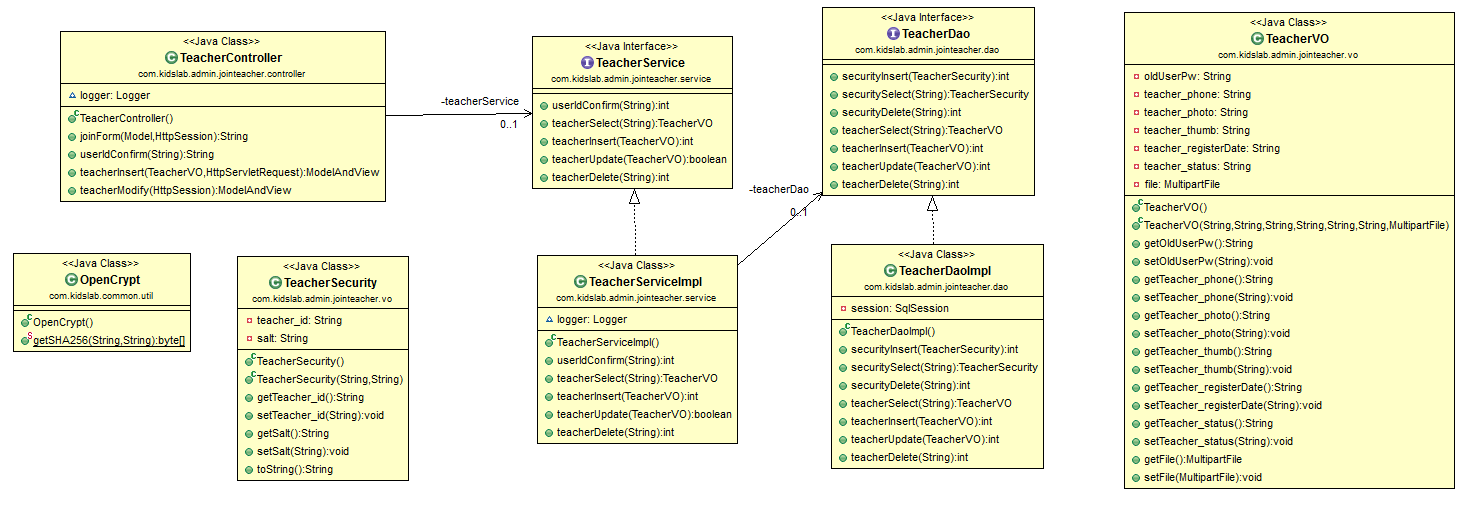 <<Java Class>>
TeacherController
com.kidslab.admin.jointeacher.controller
logger: Logger
TeacherController()
joinForm(Model,HttpSession):String
userIdConfirm(String):String
teacherInsert(TeacherVO,HttpServletRequest):ModelAndView
teacherModify(HttpSession):ModelAndView
-teacherService
0..1
<<Java Interface>>
TeacherService
com.kidslab.admin.jointeacher.service
userIdConfirm(String):int
teacherSelect(String):TeacherVO
teacherInsert(TeacherVO):int
teacherUpdate(TeacherVO):boolean
teacherDelete(String):int
-teacherDao
0..1
<<Java Interface>>
TeacherDao
com.kidslab.admin.jointeacher.dao
securityInsert(TeacherSecurity):int
securitySelect(String):TeacherSecurity
securityDelete(String):int
teacherSelect(String):TeacherVO
teacherInsert(TeacherVO):int
teacherUpdate(TeacherVO):int
teacherDelete(String):int
<<Java Class>>
TeacherVO
com.kidslab.admin.jointeacher.vo
oldUserPw: String
teacher_phone: String
teacher_photo: String
teacher_thumb: String
teacher_registerDate: String
teacher_status: String
file: MultipartFile
TeacherVO()
TeacherVO(String,String,String,String,String,String,MultipartFile)
getOldUserPw():String
setOldUserPw(String):void
getTeacher_phone():String
setTeacher_phone(String):void
getTeacher_photo():String
setTeacher_photo(String):void
getTeacher_thumb():String
setTeacher_thumb(String):void
getTeacher_registerDate():String
setTeacher_registerDate(String):void
getTeacher_status():String
setTeacher_status(String):void
getFile():MultipartFile
setFile(MultipartFile):void
<<Java Class>>
OpenCrypt
com.kidslab.common.util
OpenCrypt()
getSHA256(String,String):byte[]
<<Java Class>>
TeacherSecurity
com.kidslab.admin.jointeacher.vo
teacher_id: String
salt: String
TeacherSecurity()
TeacherSecurity(String,String)
getTeacher_id():String
setTeacher_id(String):void
getSalt():String
setSalt(String):void
toString():String
<<Java Class>>
TeacherServiceImpl
com.kidslab.admin.jointeacher.service
logger: Logger
TeacherServiceImpl()
userIdConfirm(String):int
teacherSelect(String):TeacherVO
teacherInsert(TeacherVO):int
teacherUpdate(TeacherVO):boolean
teacherDelete(String):int
<<Java Class>>
TeacherDaoImpl
com.kidslab.admin.jointeacher.dao
session: SqlSession
TeacherDaoImpl()
securityInsert(TeacherSecurity):int
securitySelect(String):TeacherSecurity
securityDelete(String):int
teacherSelect(String):TeacherVO
teacherInsert(TeacherVO):int
teacherUpdate(TeacherVO):int
teacherDelete(String):int